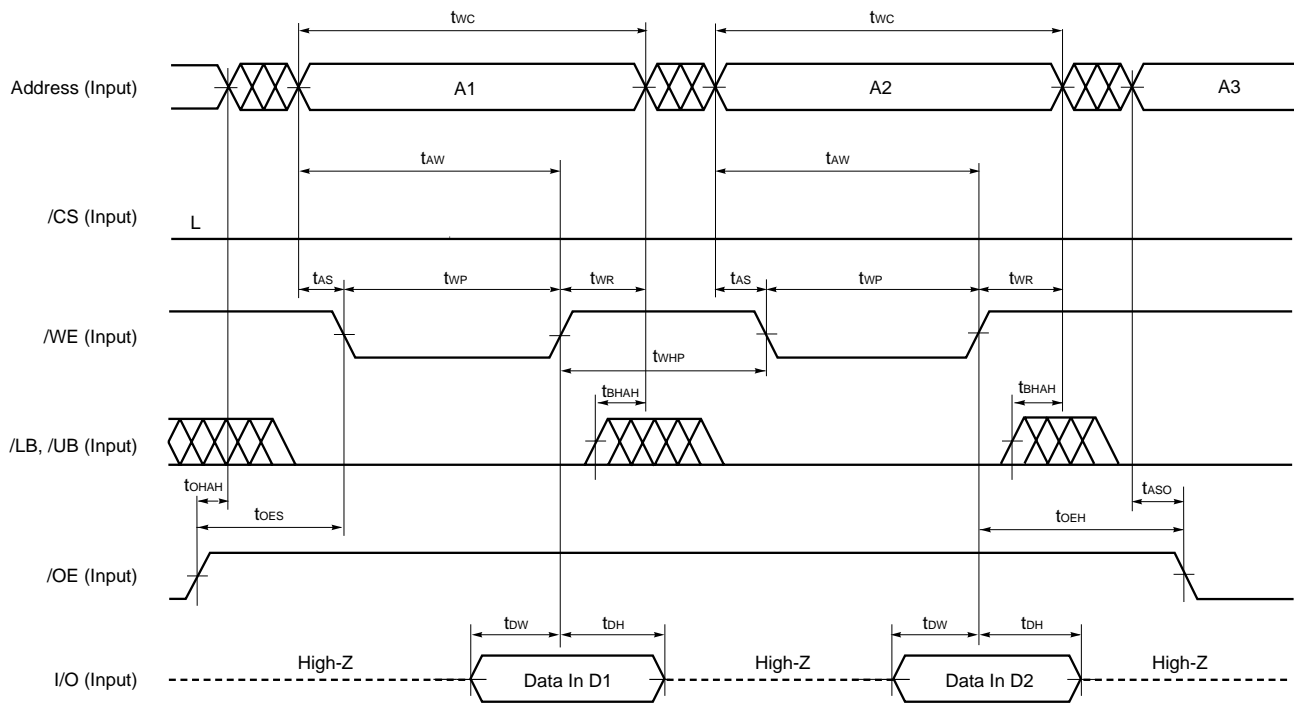 tWC tWC
Address (Input) A1 A2 A3
tAW tAW
/CS (Input) L
tAS tWP tWR tAS tWP tWR
/WE (Input)
tWHP
tBHAH tBHAH
/LB, /UB (Input)
tOHAH tASO
tOES tOEH
/OE (Input)
tDW tDH tDW tDH
I/O (Input) High-Z Data In D1 High-Z Data In D2 High-Z